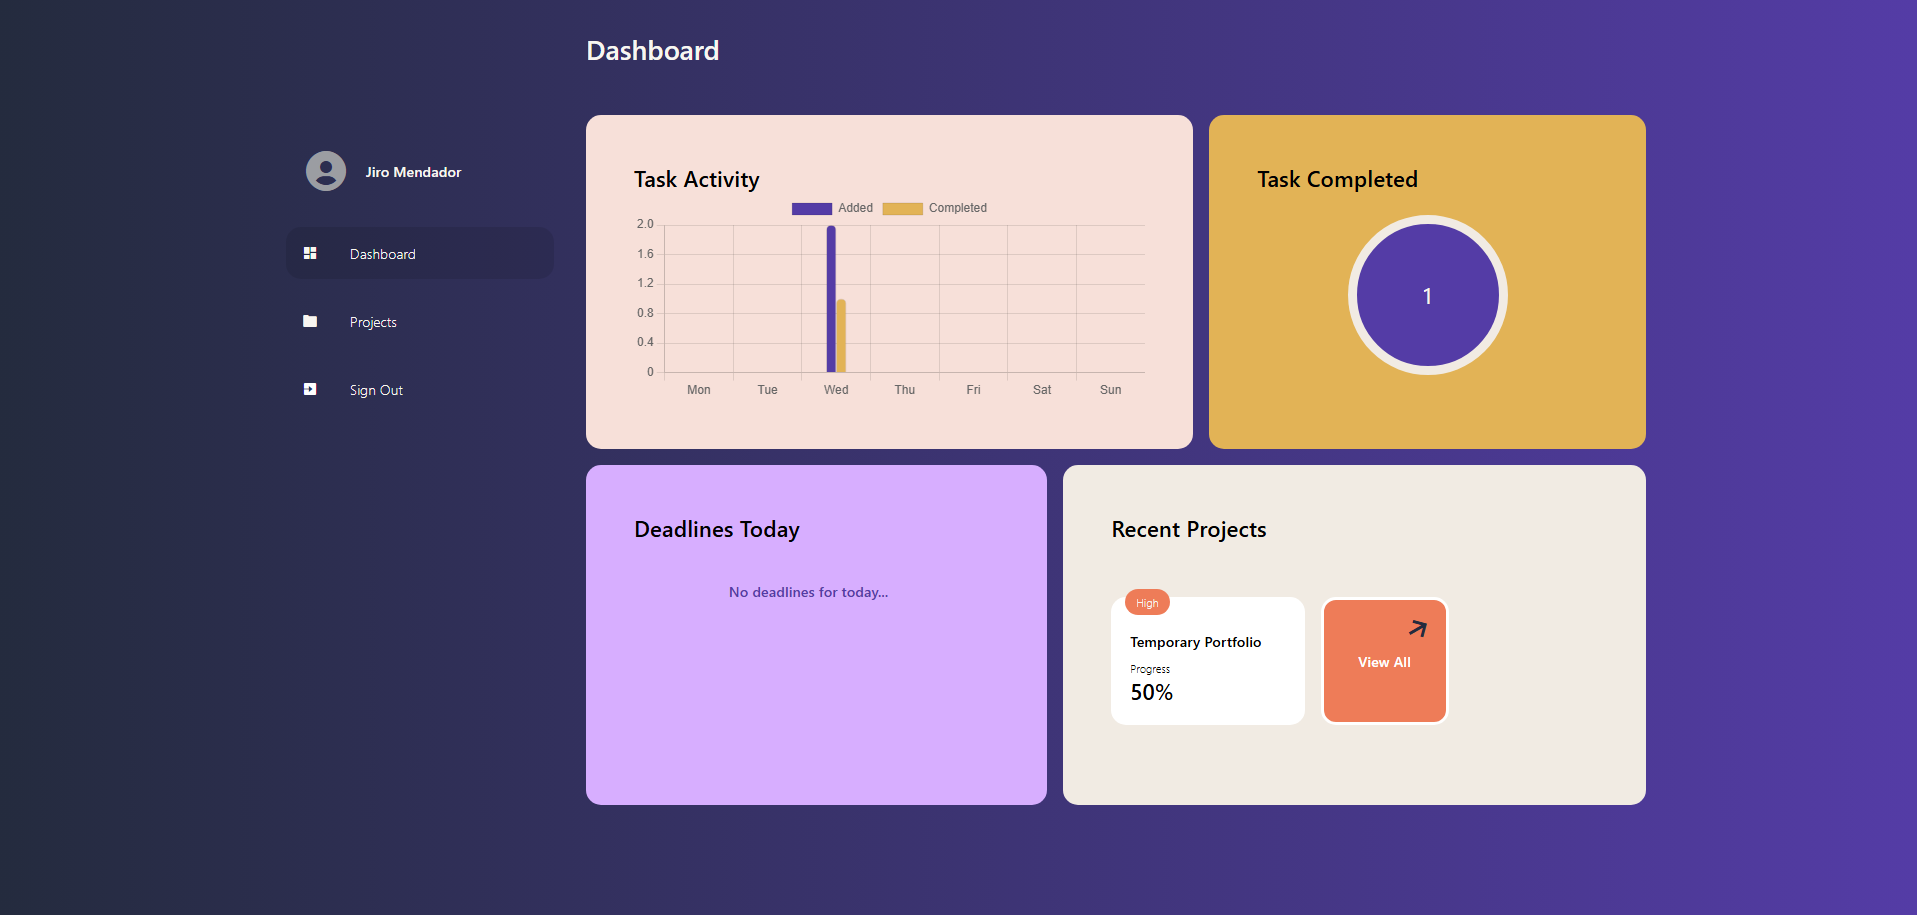 Dashboard
Jiro Mendador
Dashboard
Projects
Sign Out
Task Activity
Added Completed
2.0
1.6
1.2
0.8
0.4
0
Mon Tue Wed Thu Fri Sat Sun
Task Completed
1
Deadlines Today
No deadlines for today...
Recent Projects
High
Temporary Portfolio
Progress
50%
View All